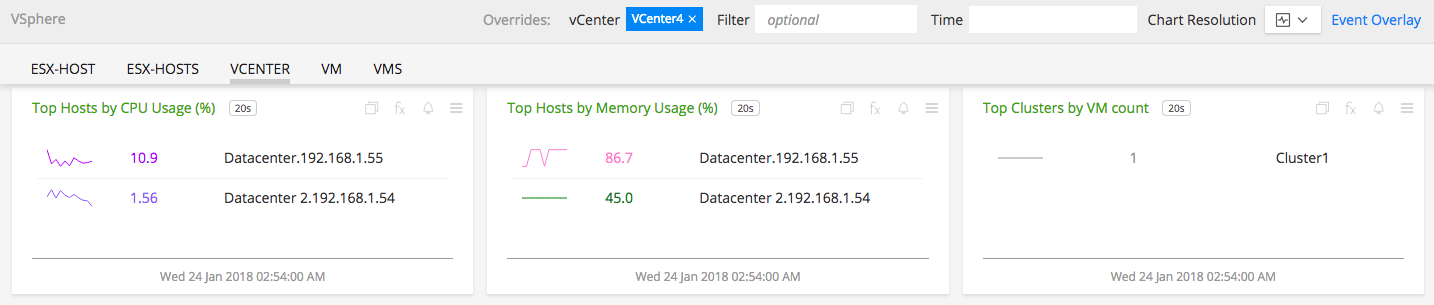 VSphere Overrides: vCenter VCenter4 × Filter optional Time Chart Resolution Event Overlay
ESX-HOST ESX-HOSTS VCENTER VM VMS
Top Hosts by CPU Usage (%) 20s fx
10.9 Datacenter.192.168.1.55
1.56 Datacenter 2.192.168.1.54
Wed 24 Jan 2018 02:54:00 AM
Top Hosts by Memory Usage (%) 20s fx
86.7 Datacenter.192.168.1.55
45.0 Datacenter 2.192.168.1.54
Wed 24 Jan 2018 02:54:00 AM
Top Clusters by VM count 20s fx
1 Cluster1
Wed 24 Jan 2018 02:54:00 AM